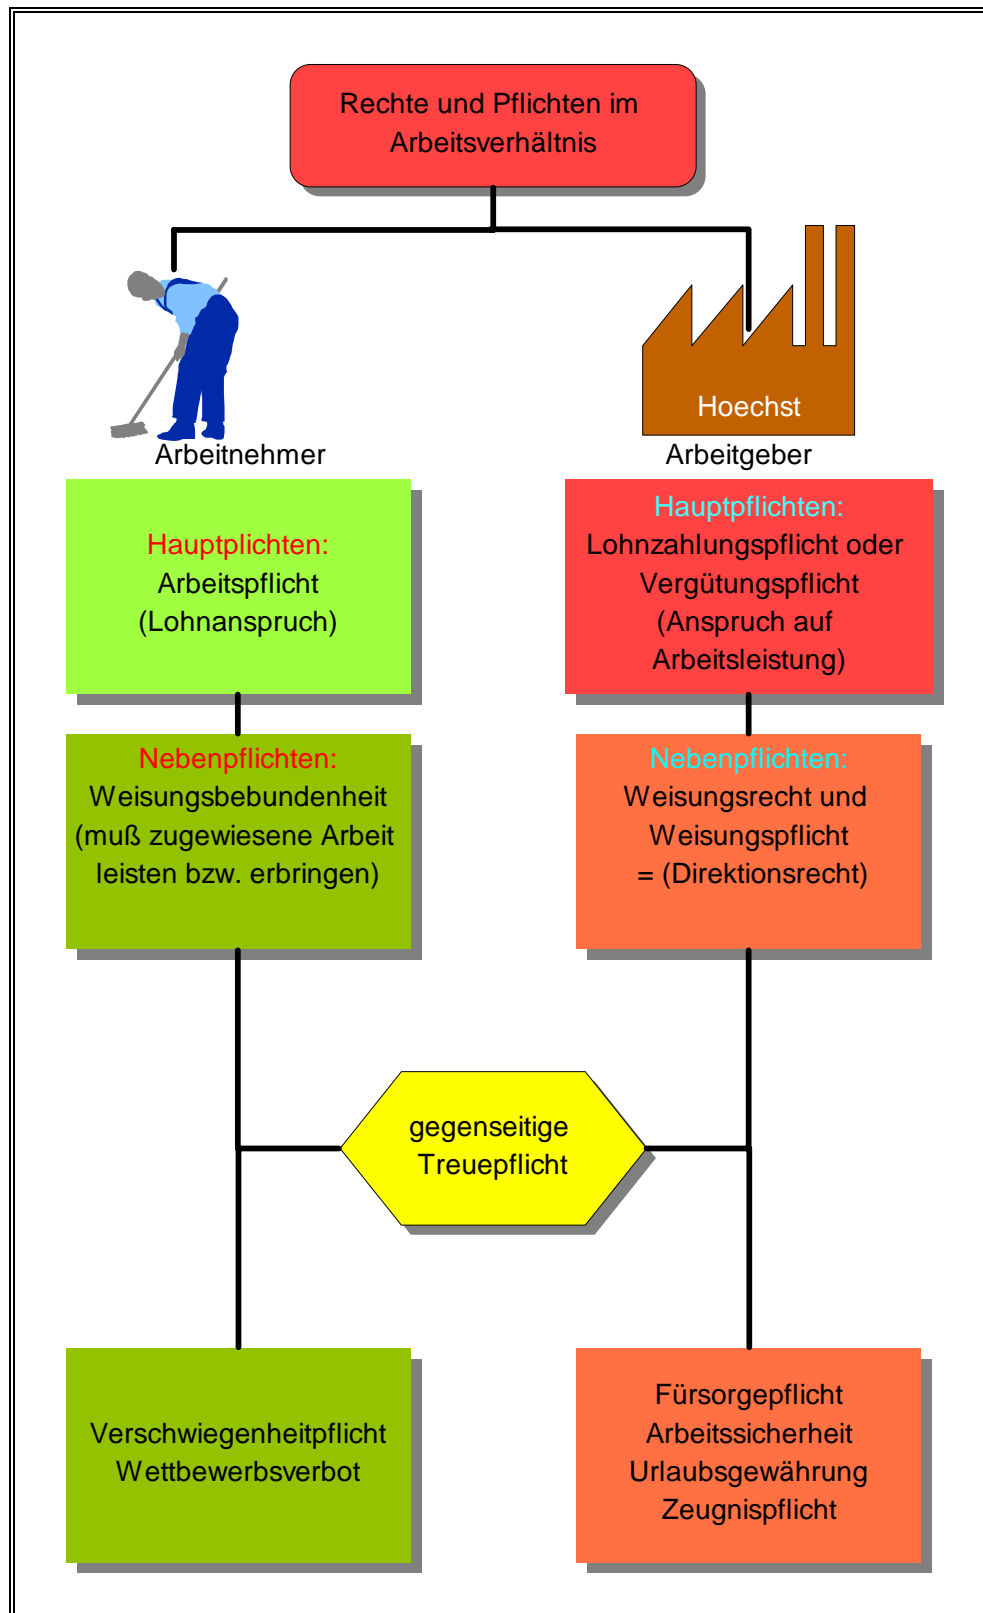 Rechte und Pflichten im
Arbeitsverhältnis
Hoechst
Arbeitnehmer
Arbeitgeber
Hauptplichten:
Arbeitspflicht
(Lohnanspruch)
Hauptpflichten:
Lohnzahlungspflicht oder
Vergütungspflicht
(Anspruch auf
Arbeitsleistung)
Nebenpflichten:
Weisungsbebundenheit
(muß zugewiesene Arbeit
leisten bzw. erbringen)
Nebenpflichten:
Weisungsrecht und
Weisungspflicht
= (Direktionsrecht)
gegenseitige
Treuepflicht
Verschwiegenheitpflicht
Wettbewerbsverbot
Fürsorgepflicht
Arbeitssicherheit
Urlaubsgewährung
Zeugnispflicht